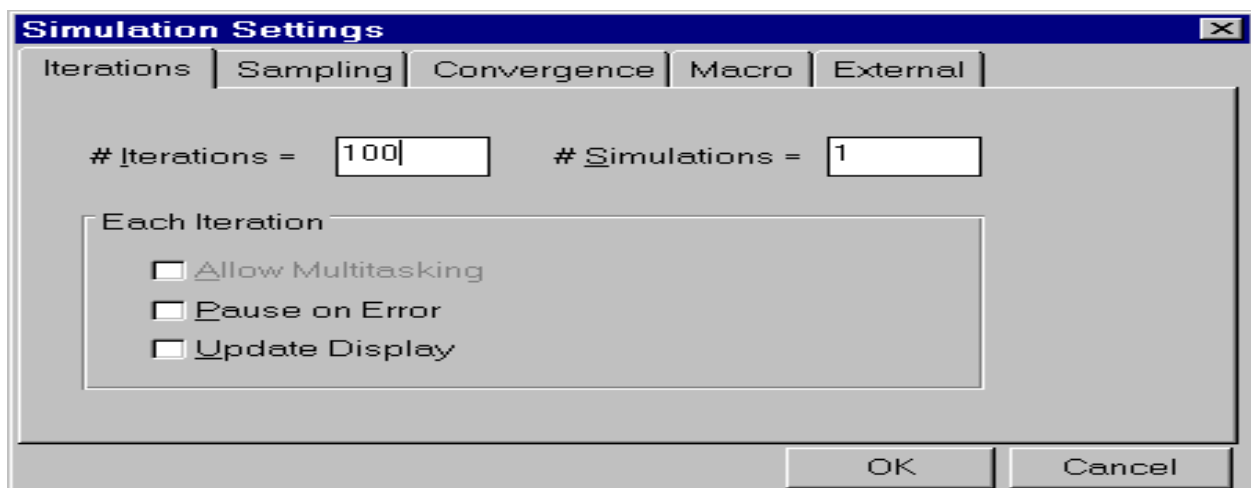 Simulation Settings
Iterations Sampling Convergence Macro External
# Iterations = 100 # Simulations = 1
Each Iteration
Allow Multitasking
Pause on Error
Update Display
OK Cancel